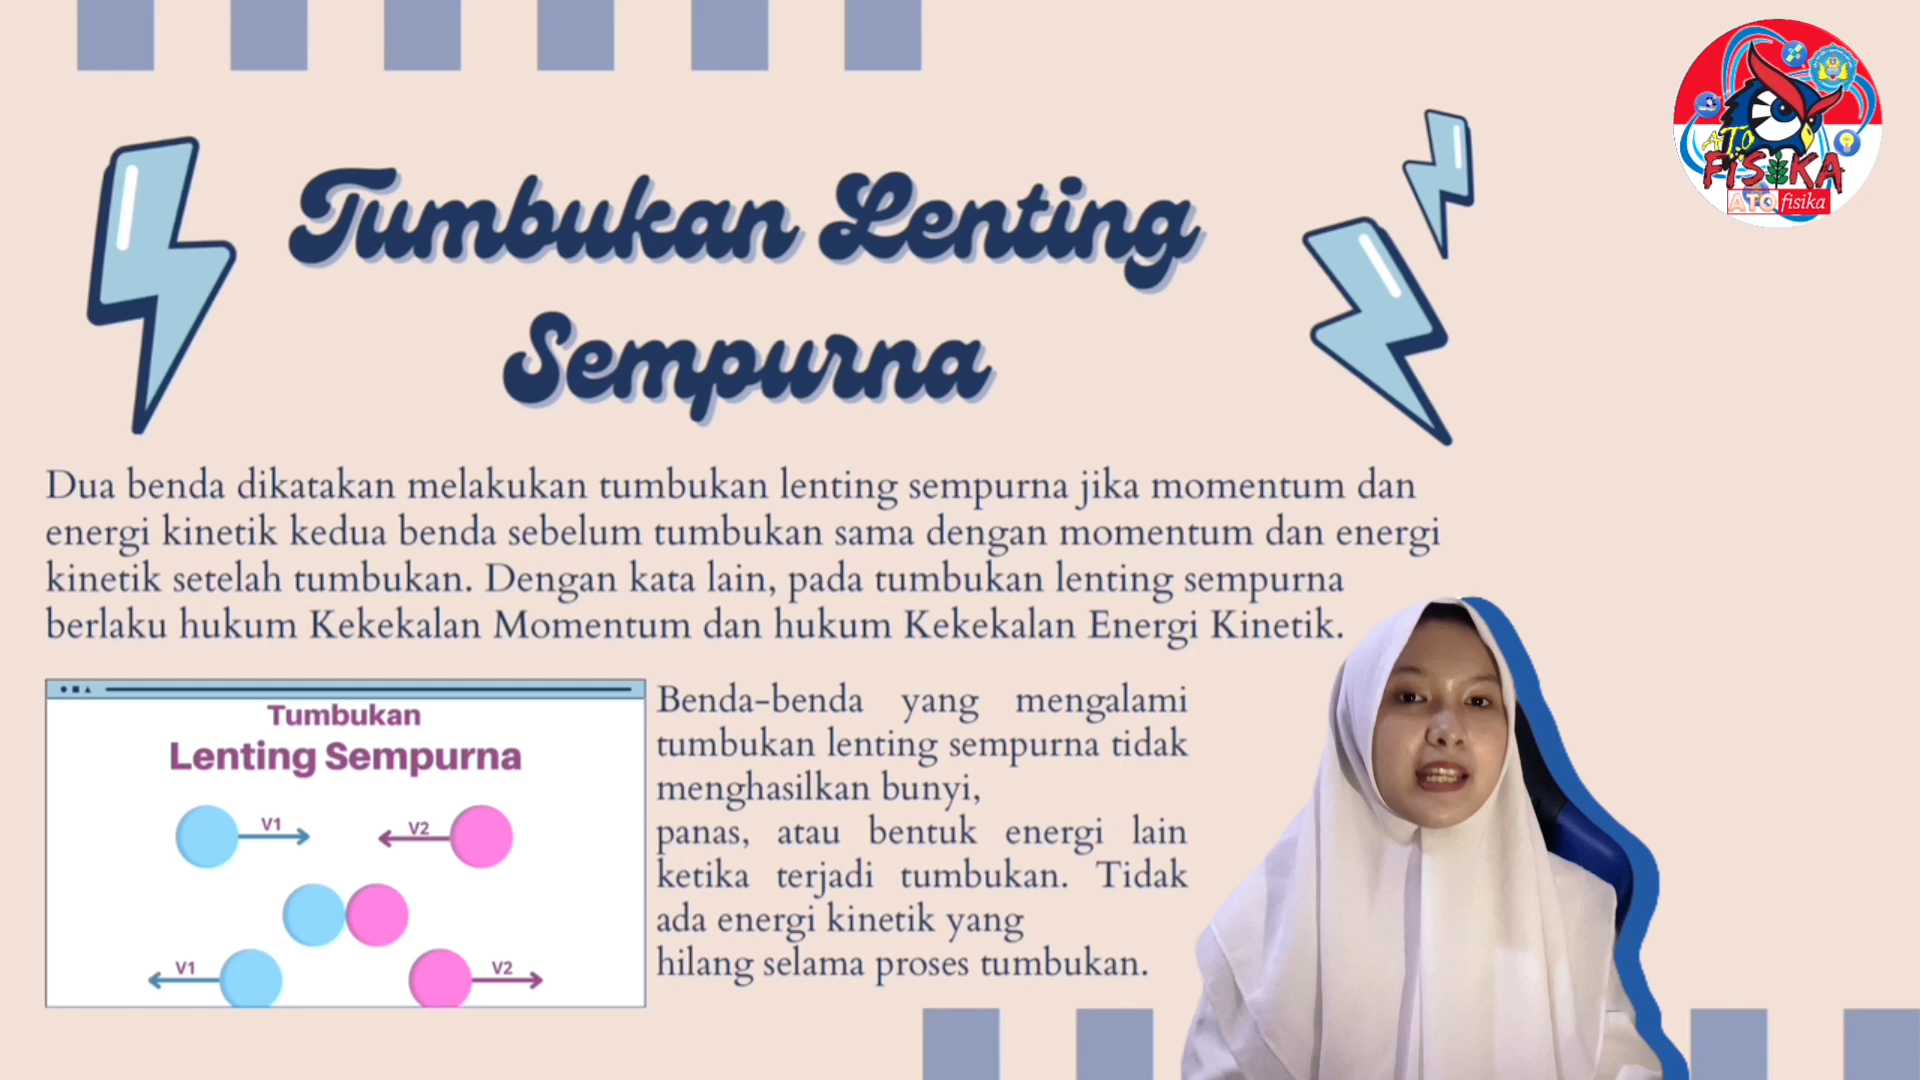 Tumbukan Lenting
Sempurna
Dua benda dikatakan melakukan tumbukan lenting sempurna jika momentum dan
energi kinetik kedua benda sebelum tumbukan sama dengan momentum dan energi
kinetik setelah tumbukan. Dengan kata lain, pada tumbukan lenting sempurna
berlaku hukum Kekekalan Momentum dan hukum Kekekalan Energi Kinetik.
Tumbukan
Lenting Sempurna
V1
V2
V1
V2
Benda-benda yang mengalami
tumbukan lenting sempurna tidak
menghasilkan bunyi,
panas, atau bentuk energi lain
ketika terjadi tumbukan. Tidak
ada energi kinetik yang
hilang selama proses tumbukan.
ATO
FISIKA
ATO fisika